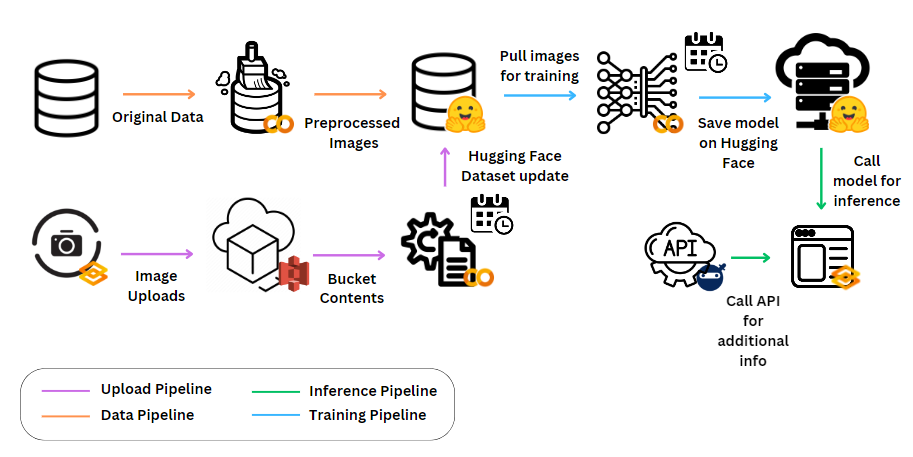 Original Data
Preprocessed
Images
Pull images
for training
Save model
on Hugging
Face
Call
model for
inference
Hugging Face
Dataset update
Image
Uploads
Bucket
Contents
API
Call API
for
additional
info
Upload Pipeline
Data Pipeline
Inference Pipeline
Training Pipeline